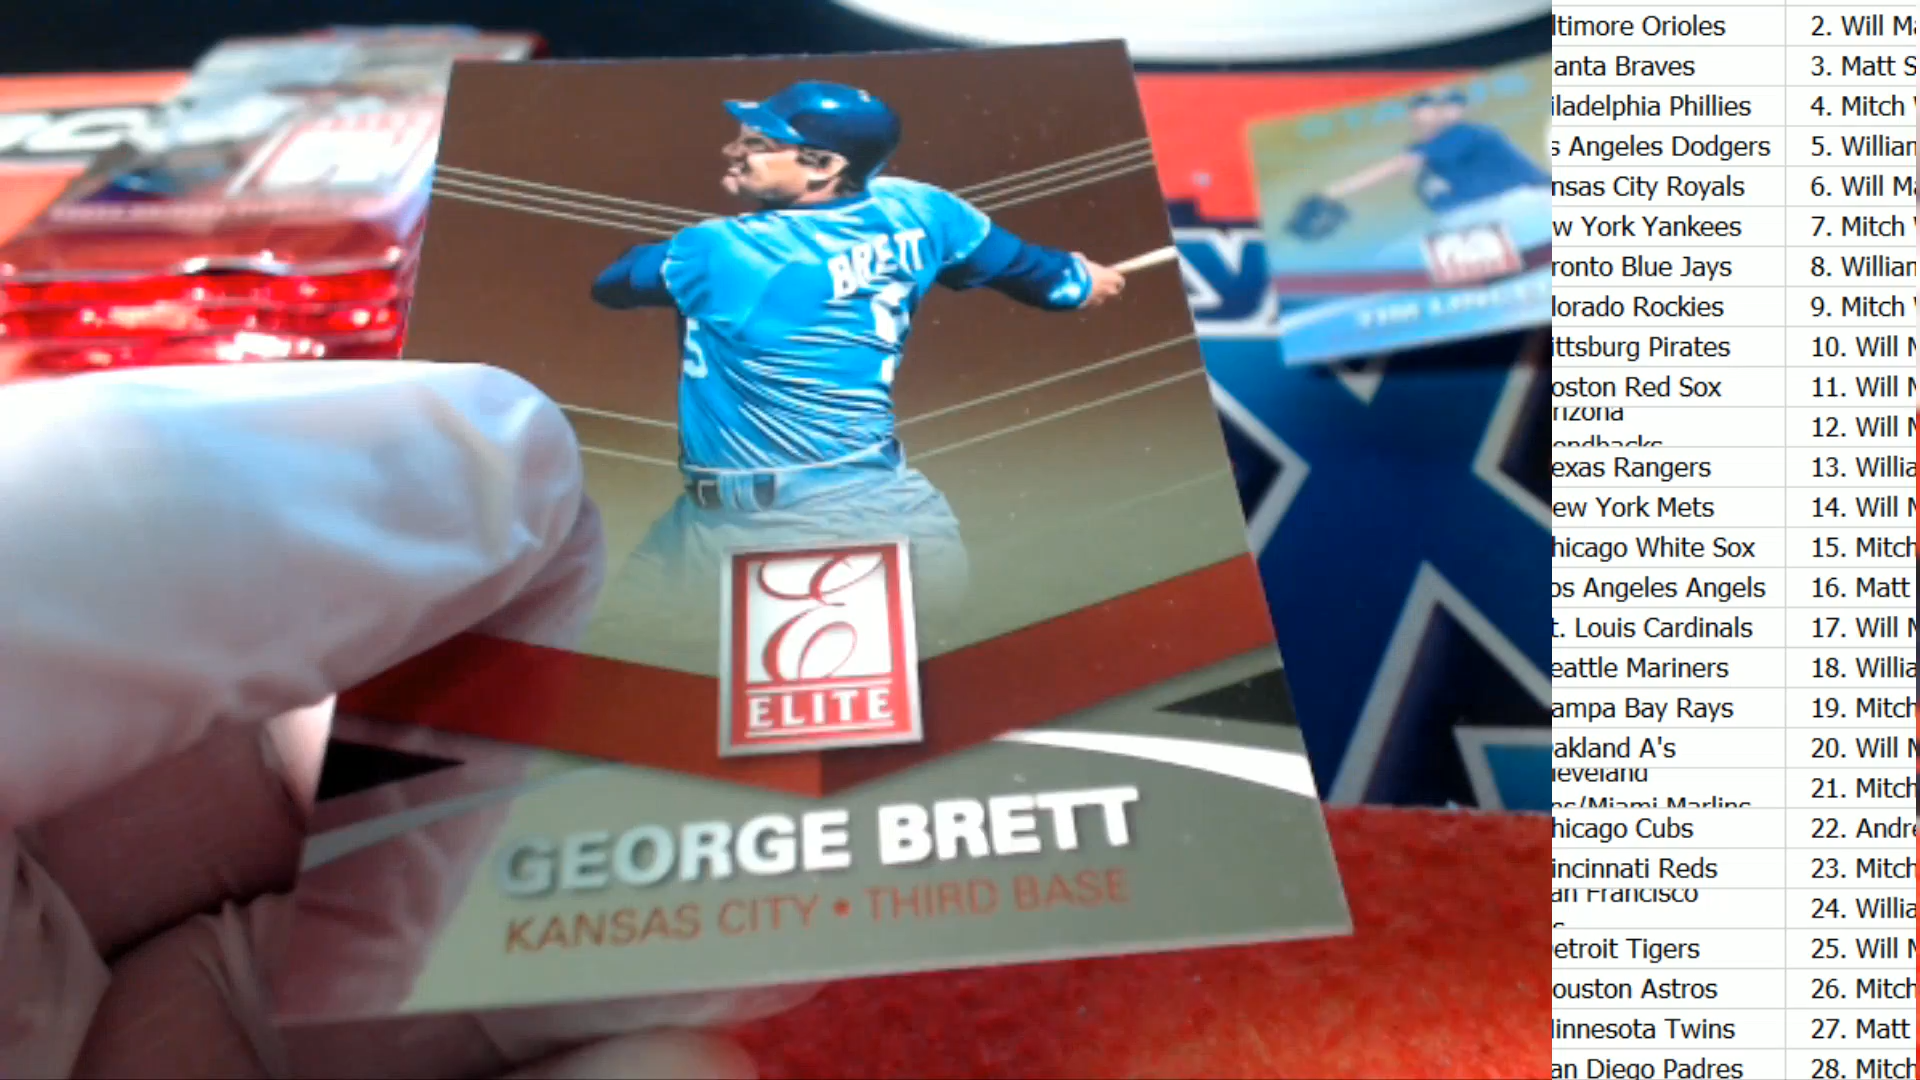 BRETT
5
5
E
ELITE
GEORGE BRETT
KANSAS CITY • THIRD BASE
ltimore Orioles 2. Will Ma
anta Braves 3. Matt S
iladelphia Phillies 4. Mitch
s Angeles Dodgers 5. Willian
nsas City Royals 6. Will Ma
w York Yankees 7. Mitch
ronto Blue Jays 8. Willian
lorado Rockies 9. Mitch
ittsburg Pirates 10. Will M
oston Red Sox 11. Will M
rizona
12. Will M
exas Rangers 13. Willia
ew York Mets 14. Will M
hicago White Sox 15. Mitch
os Angeles Angels 16. Matt
t. Louis Cardinals 17. Will M
eattle Mariners 18. Willia
ampa Bay Rays 19. Mitch
akland A's 20. Will M
leveland
ns/Miami Marlins 21. Mitch
hicago Cubs 22. Andre
incinnati Reds 23. Mitch
an Francisco
24. Willia
etroit Tigers 25. Will M
ouston Astros 26. Mitch
innesota Twins 27. Matt
an Diego Padres 28. Mitch